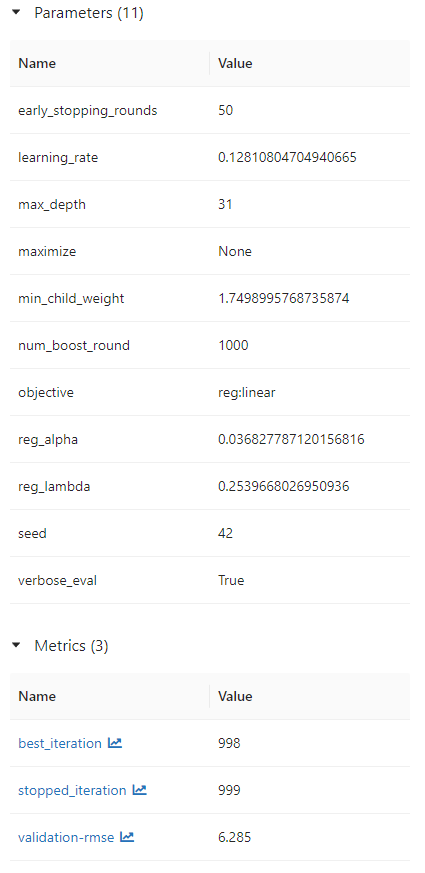 Parameters (11)
Name Value
early_stopping_rounds 50
learning_rate 0.12810804704940665
max_depth 31
maximize None
min_child_weight 1.7498995768735874
num_boost_round 1000
objective reg:linear
reg_alpha 0.036827787120156816
reg_lambda 0.2539668026950936
seed 42
verbose_eval True
Metrics (3)
Name Value
best_iteration 998
stopped_iteration 999
validation-rmse 6.285